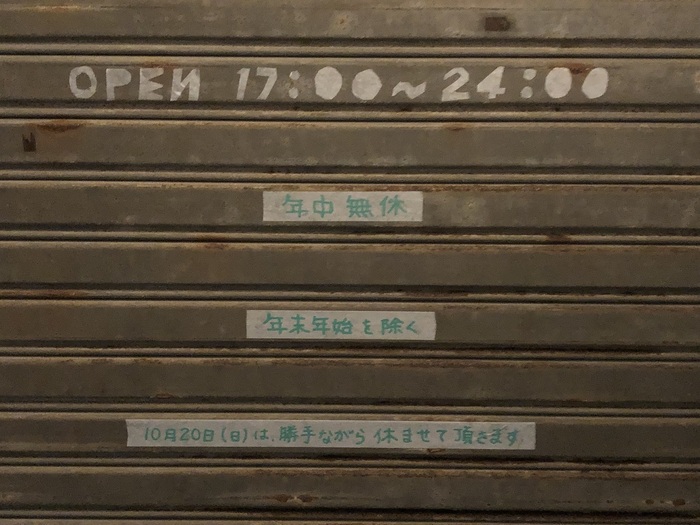 OPEN 17:00~24:00
年中無休
年末年始を除く
10月20日(日)は、勝手ながら休ませて頂きます